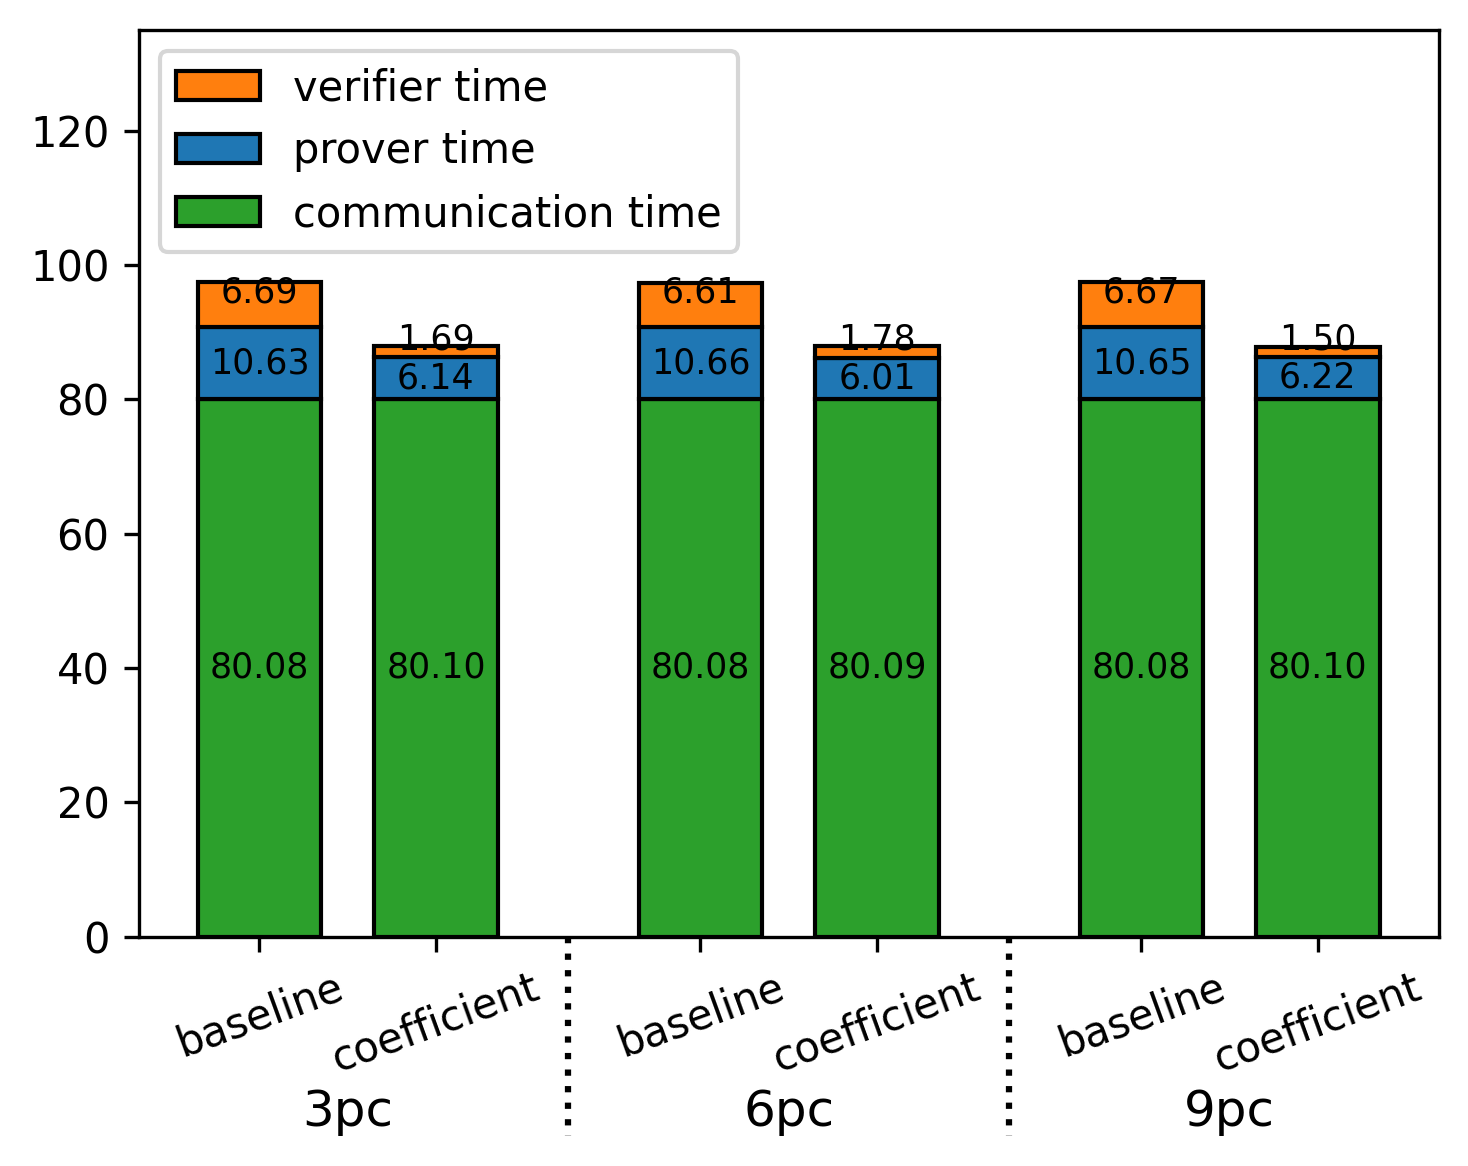 verifier time
prover time
communication time
120
100
80
60
40
20
0
6.69
10.63
80.08
1.69
6.14
80.10
6.61
10.66
80.08
1.78
6.01
80.09
6.67
10.65
80.08
1.50
6.22
80.10
baseline
coefficient
baseline
coefficient
baseline
coefficient
3pc
6pc
9pc